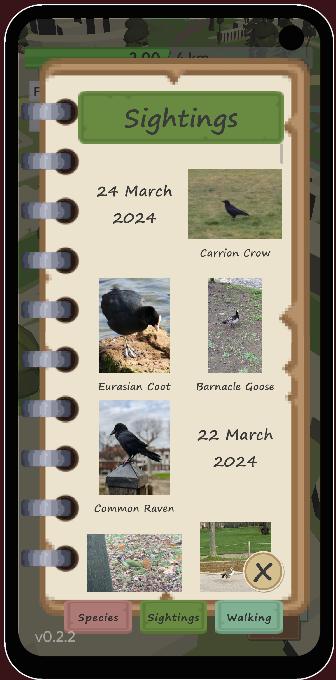 2.00 / 4 km
F
Sightings
24 March
2024
Carrion Crow
Eurasian Coot
Barnacle Goose
Common Raven
22 March
2024
X
Species
Sightings
Walking
v0.2.2